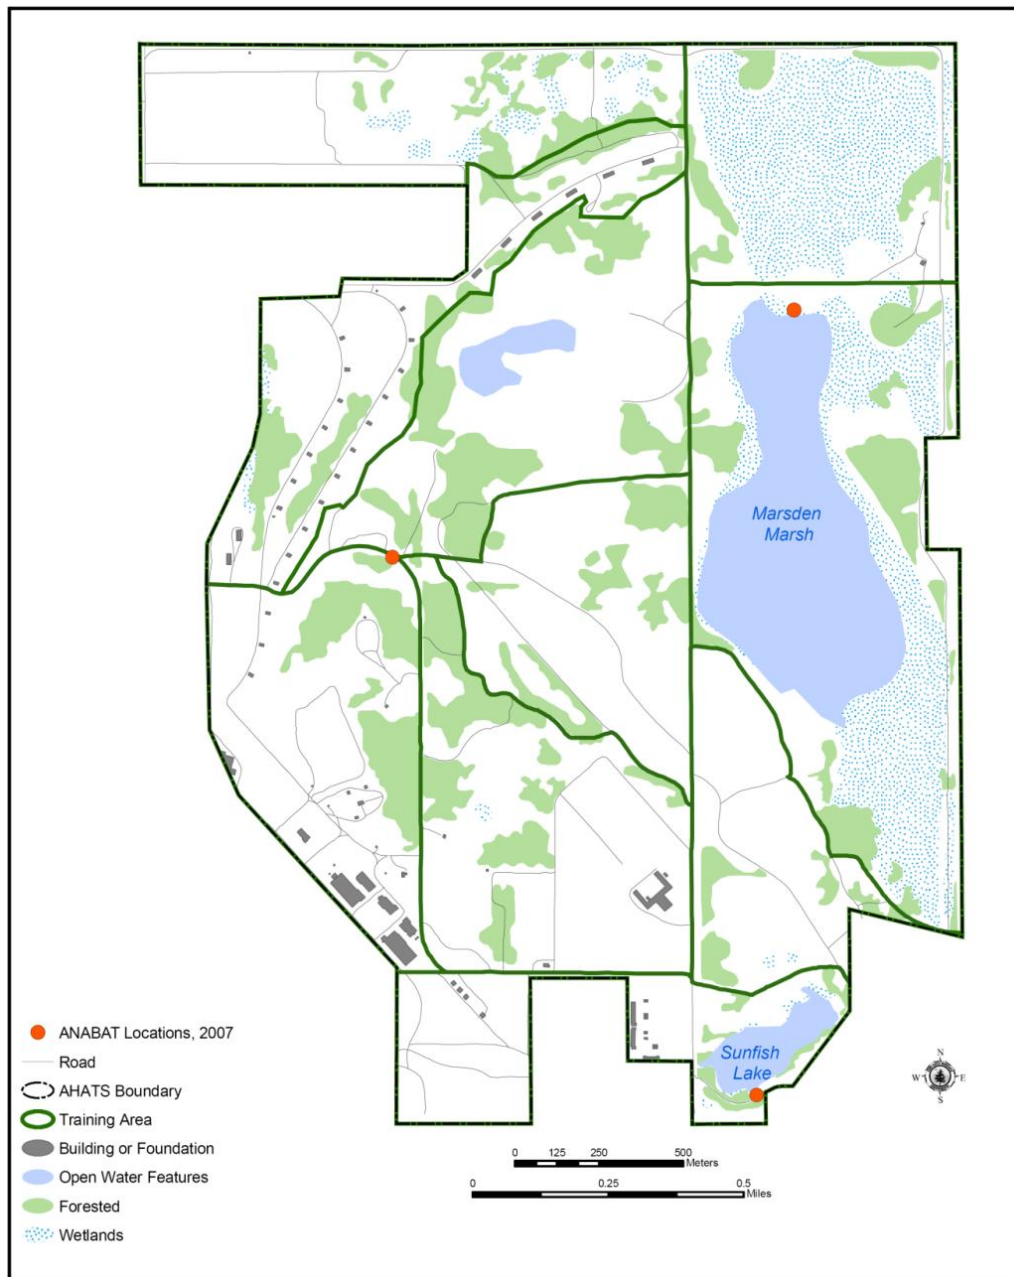 Marsden
Marsh
Sunfish
Lake
ANABAT Locations, 2007
Road
AHATS Boundary
Training Area
Building or Foundation
Open Water Features
Forested
Wetlands
N
W E
S
0 125 250 500
Meters
0 0.25 0.5
Miles